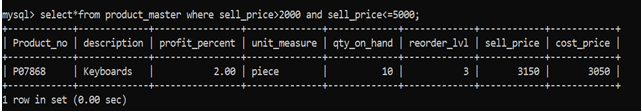 mysql> select*from product_master where sell_price>2000 and sell_price<=5000;
+------------+-------------+----------------+--------------+-------------+-------------+------------+------------+
| Product_no | description | profit_percent | unit_measure | qty_on_hand | reorder_lvl | sell_price | cost_price |
+------------+-------------+----------------+--------------+-------------+-------------+------------+------------+
| P07868 | Keyboards | 2.00 | piece | 10 | 3 | 3150 | 3050 |
+------------+-------------+----------------+--------------+-------------+-------------+------------+------------+
1 row in set (0.00 sec)